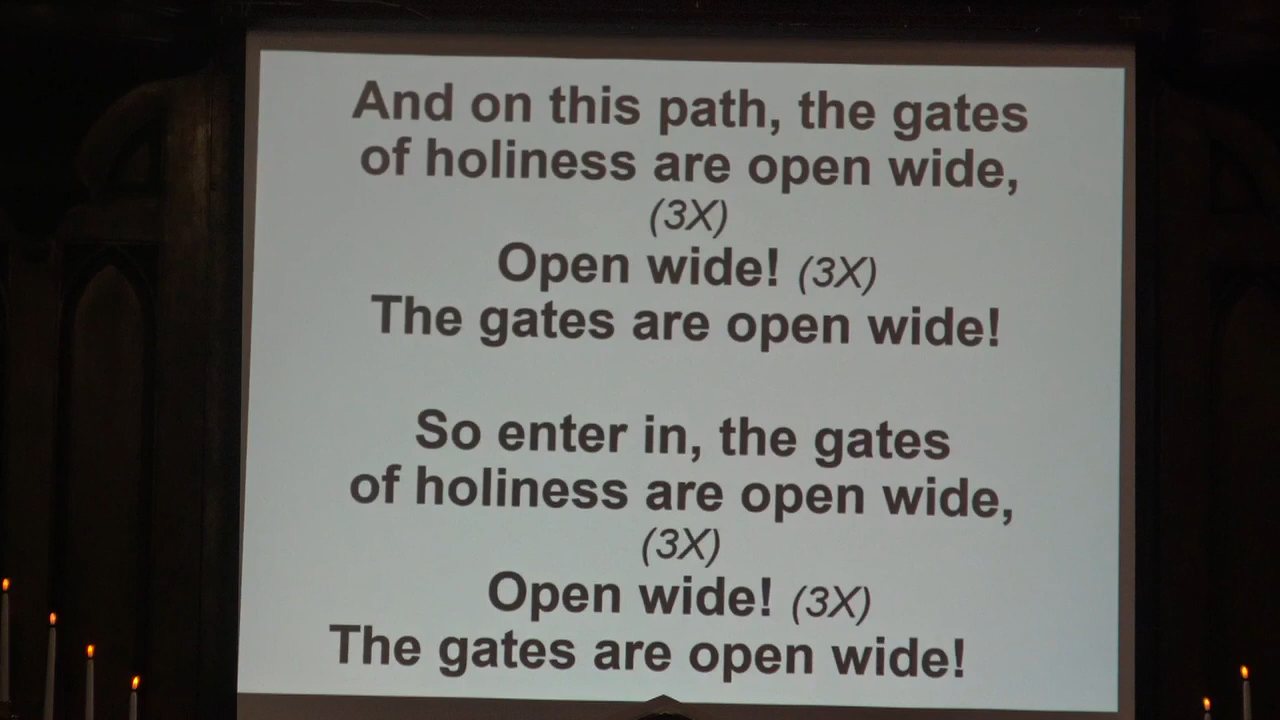 And on this path, the gates
of holiness are open wide,
(3X)
Open wide! (3X)
The gates are open wide!
So enter in, the gates
of holiness are open wide,
(3X)
Open wide! (3X)
The gates are open wide!